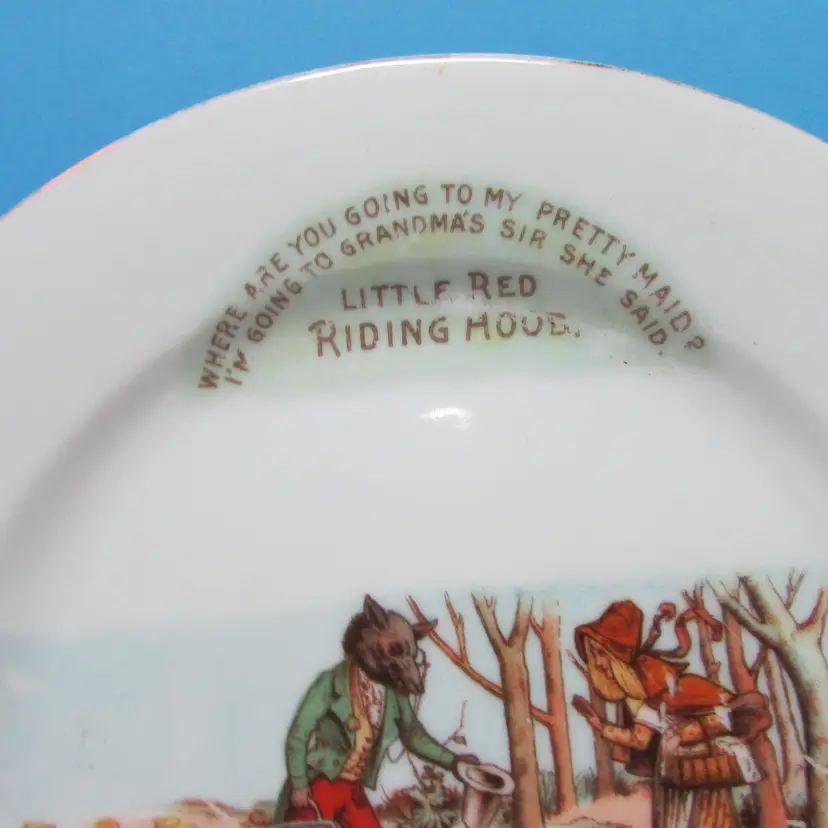 WHERE ARE YOU GOING TO MY PRETTY MAID?
I'M GOING TO GRANDMA'S SIR SHE SAID.
LITTLE RED
RIDING HOOD.